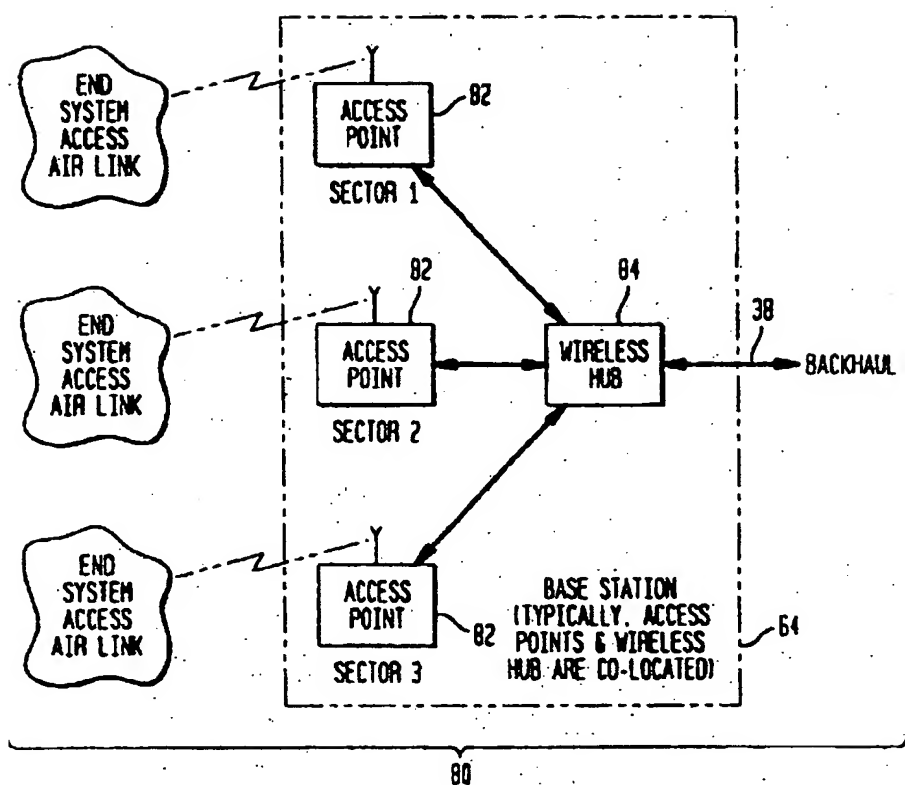 END
SYSTEM
ACCESS
AIR LINK
ACCESS
POINT
82
SECTOR 1
END
SYSTEM
ACCESS
AIR LINK
ACCESS
POINT
82
SECTOR 2
WIRELESS
HUB
84
38
BACKHAUL
END
SYSTEM
ACCESS
AIR LINK
ACCESS
POINT
82
SECTOR 3
BASE STATION
(TYPICALLY, ACCESS
POINTS & WIRELESS
HUB ARE CO-LOCATED)
64
80